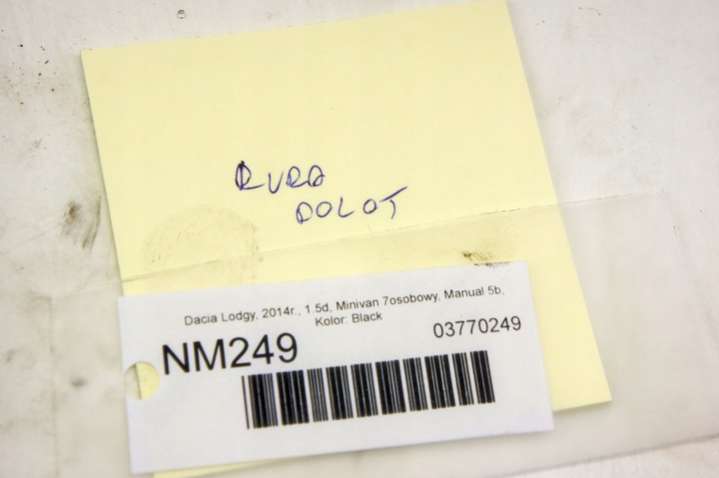 RURA
DOLOT
Dacia Lodgy, 2014r., 1.5d, Minivan 7osobowy, Manual 5b,
Kolor: Black
NM249
03770249